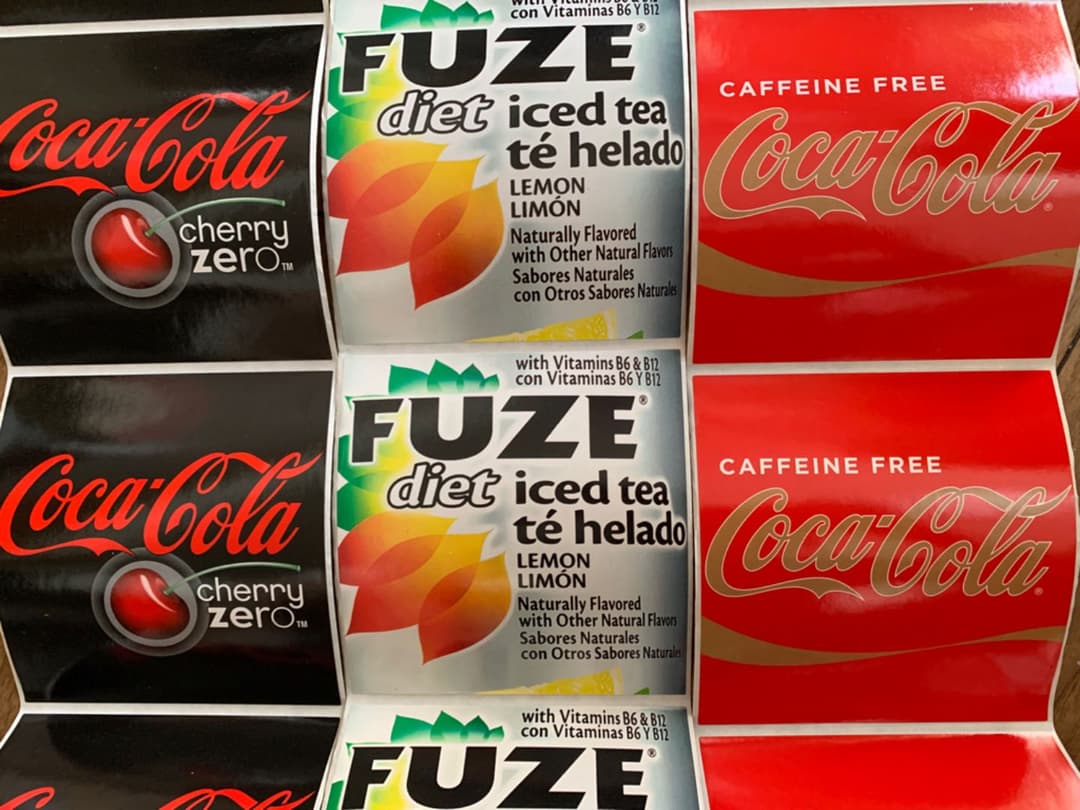 con Vitaminas B6 Y B12
FUZE®
diet iced tea
té helado
LEMON
LIMÓN
Naturally Flavored
with Other Natural Flavors
Sabores Naturales
con Otros Sabores Naturales
Coca-Cola
cherry
zero™
CAFFEINE FREE
Coca-Cola®
Coca-Cola
cherry
zero™
with Vitamins B6 & B12
con Vitaminas B6 Y B12
FUZE®
diet iced tea
té helado
LEMON
LIMÓN
Naturally Flavored
with Other Natural Flavors
Sabores Naturales
con Otros Sabores Naturales
CAFFEINE FREE
Coca-Cola®
with Vitamins B6 & B12
con Vitaminas B6 Y B12
FUZE®